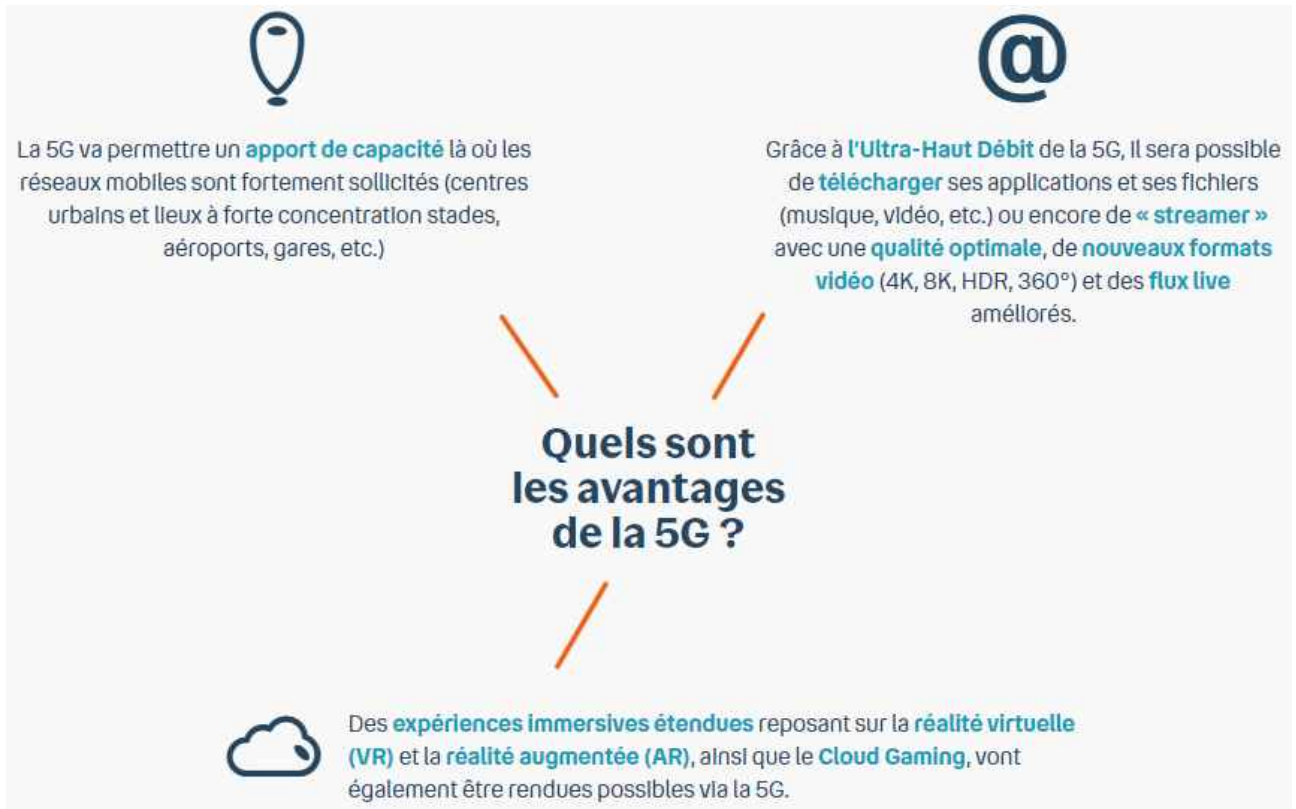 La 5G va permettre un apport de capacité là où les
réseaux mobiles sont fortement sollicités (centres
urbains et lieux à forte concentration stades,
aéroports, gares, etc.)
@
Grâce à l'Ultra-Haut Débit de la 5G, il sera possible
de télécharger ses applications et ses fichiers
(musique, vidéo, etc.) ou encore de « streamer »
avec une qualité optimale, de nouveaux formats
vidéo (4K, 8K, HDR, 360°) et des flux live
améliorés.
Quels sont
les avantages
de la 5G ?
Des expériences immersives étendues reposant sur la réalité virtuelle
(VR) et la réalité augmentée (AR), ainsi que le Cloud Gaming, vont
également être rendues possibles via la 5G.